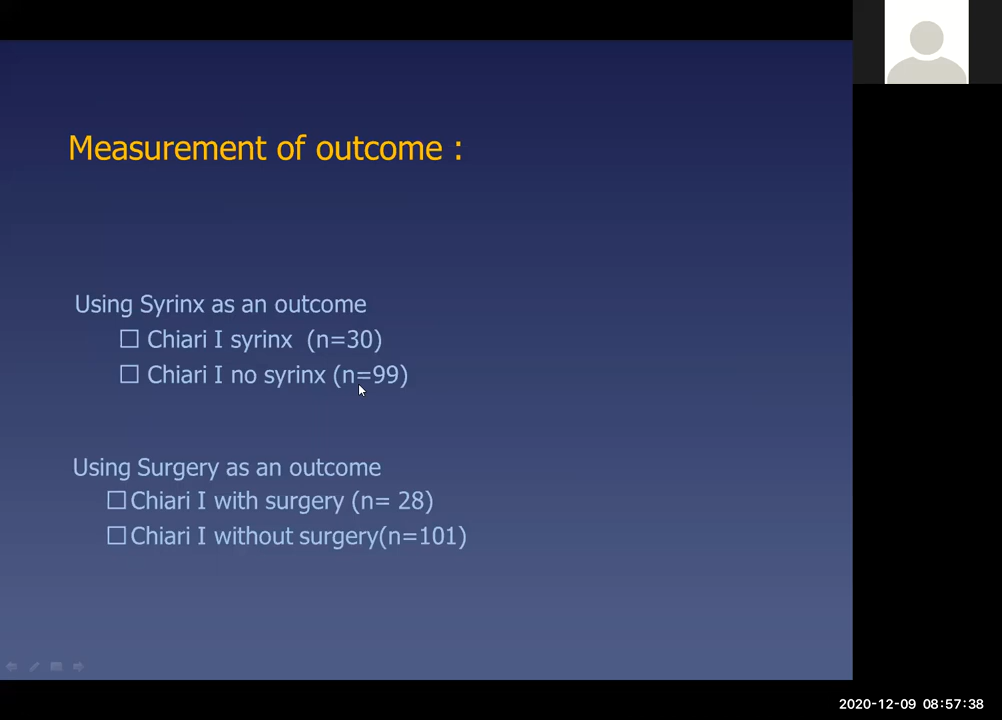 Measurement of outcome :
Using Syrinx as an outcome
☐ Chiari I syrinx (n=30)
☐ Chiari I no syrinx (n=99)
Using Surgery as an outcome
☐ Chiari I with surgery (n= 28)
☐ Chiari I without surgery(n=101)
2020-12-09 08:57:38